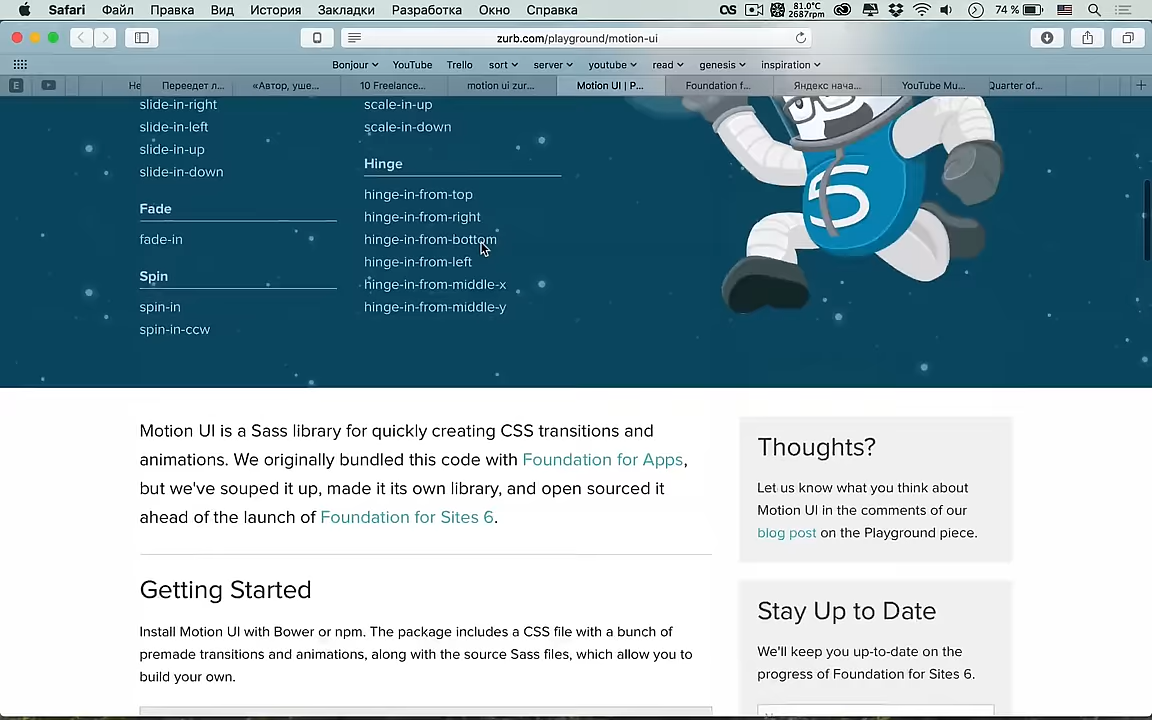 Safari Файл Правка Вид История Закладки Разработка Окно Справка 81.0°C 2687rpm 74 %
zurb.com/playground/motion-ui
Bonjour YouTube Trello sort server youtube read genesis inspiration
E Не Переедет л... «Автор, уше... 10 Freelance... motion ui zur... Motion UI | P... Foundation f... Яндекс нача... YouTube Mu... Quarter of...
slide-in-right
slide-in-left
slide-in-up
slide-in-down
Fade
fade-in
Spin
spin-in
spin-in-ccw
scale-in-up
scale-in-down
Hinge
hinge-in-from-top
hinge-in-from-right
hinge-in-from-bottom
hinge-in-from-left
hinge-in-from-middle-x
hinge-in-from-middle-y
5
Motion UI is a Sass library for quickly creating CSS transitions and
animations. We originally bundled this code with Foundation for Apps,
but we've souped it up, made it its own library, and open sourced it
ahead of the launch of Foundation for Sites 6.
Getting Started
Install Motion UI with Bower or npm. The package includes a CSS file with a bunch of
premade transitions and animations, along with the source Sass files, which allow you to
build your own.
Thoughts?
Let us know what you think about
Motion UI in the comments of our
blog post on the Playground piece.
Stay Up to Date
We'll keep you up-to-date on the
progress of Foundation for Sites 6.